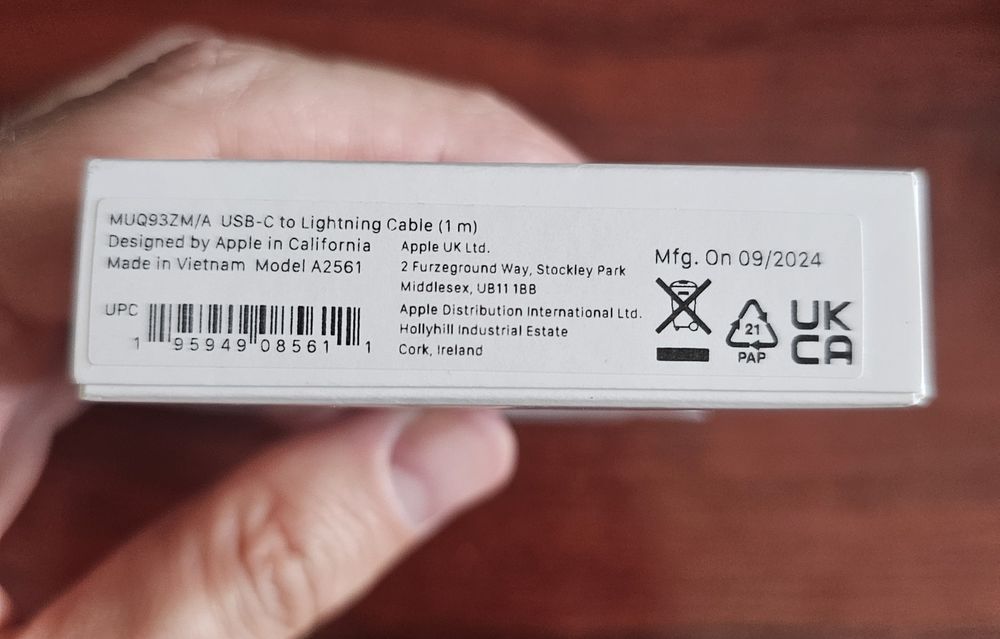 MUQ93ZM/A USB-C to Lightning Cable (1 m)
Designed by Apple in California
Made in Vietnam Model A2561
UPC
1 95949 08561 1
Apple UK Ltd.
2 Furzeground Way, Stockley Park
Middlesex, UB11 1BB
Apple Distribution International Ltd.
Hollyhill Industrial Estate
Cork, Ireland
Mfg. On 09/2024
21
PAP
UK
CA